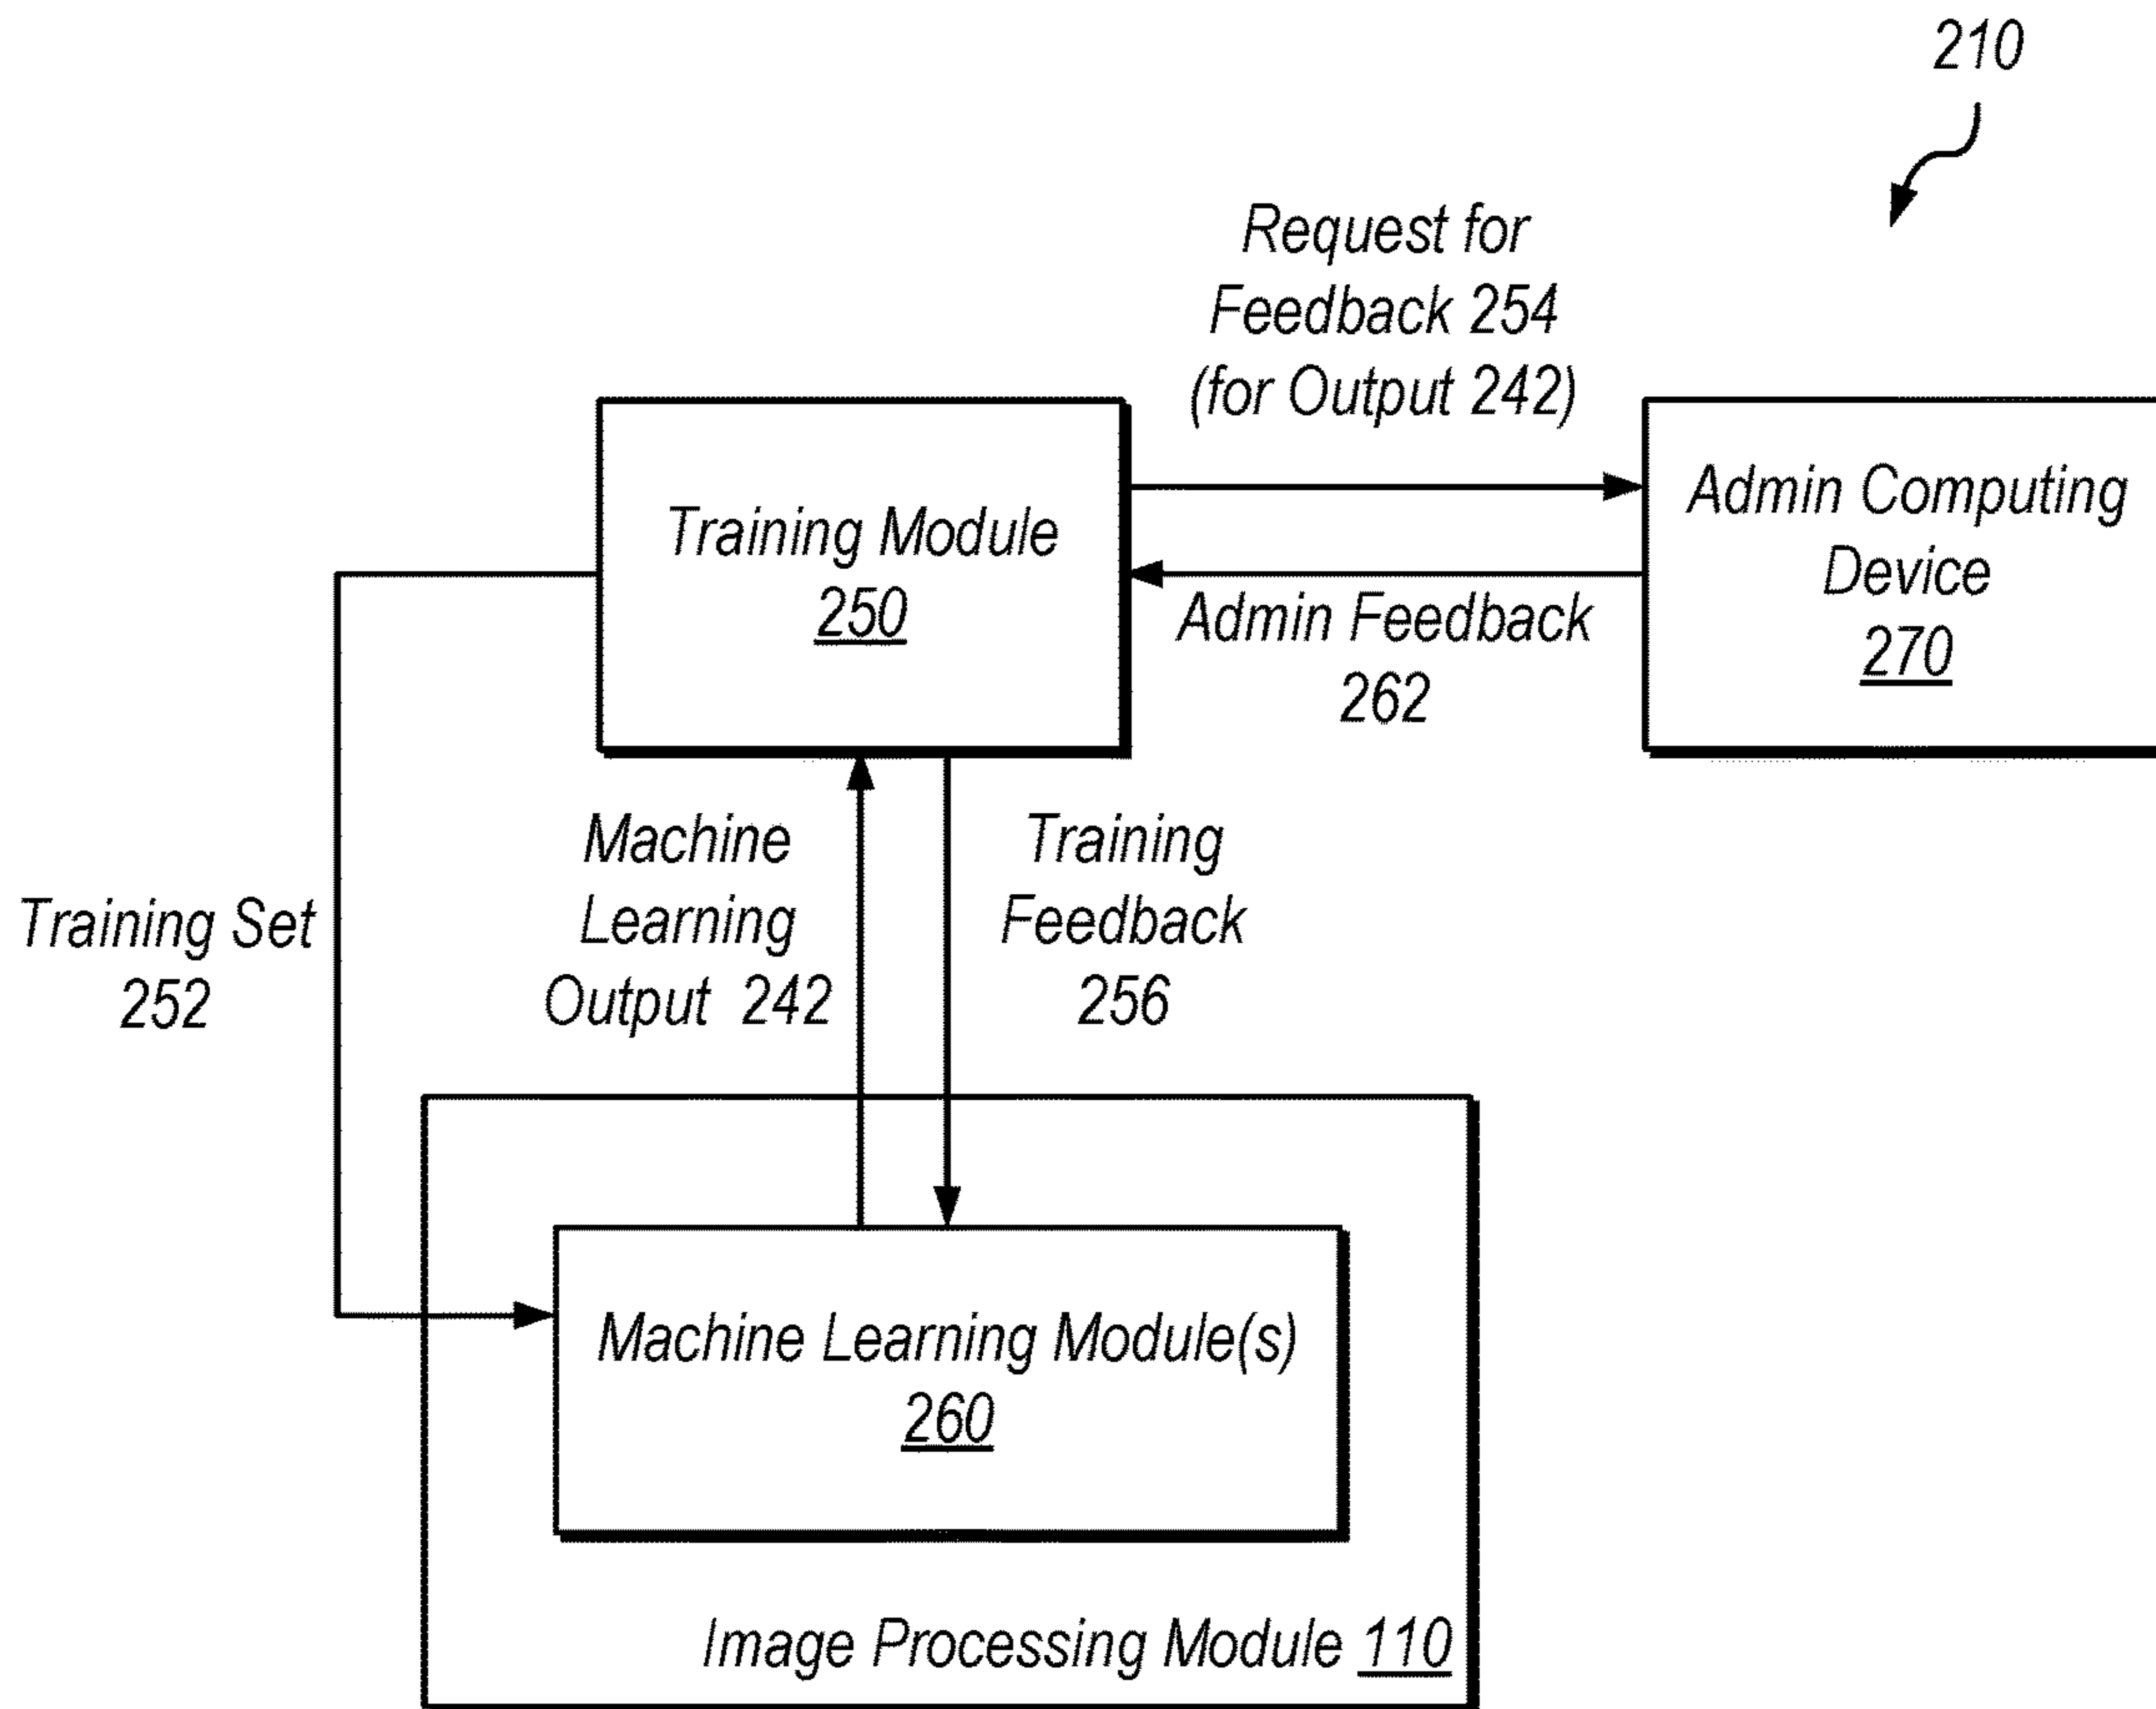 210
Request for
Feedback 254
(for Output 242)
Training Module
250
Admin Computing
Device
270
Admin Feedback
262
Machine
Learning
Output 242
Training
Feedback
256
Training Set
252
Machine Learning Module(s)
260
Image Processing Module 110